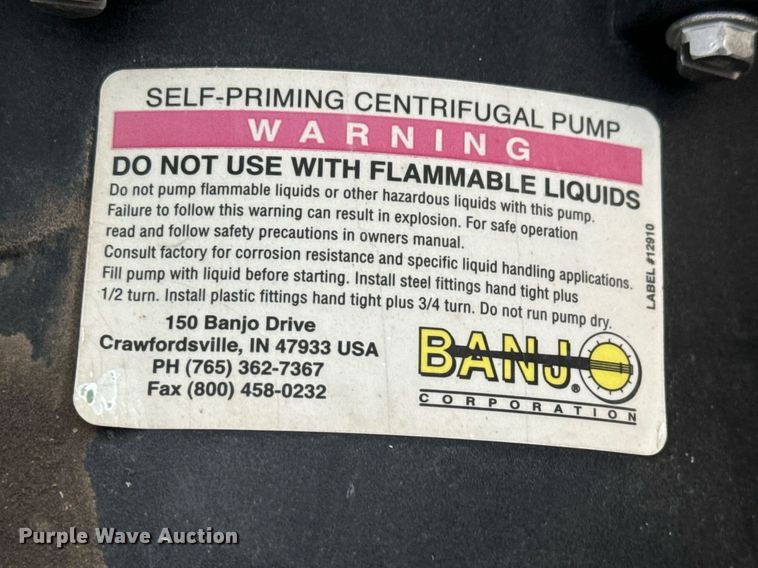 SELF-PRIMING CENTRIFUGAL PUMP
WARNING
DO NOT USE WITH FLAMMABLE LIQUIDS
Do not pump flammable liquids or other hazardous liquids with this pump.
Failure to follow this warning can result in explosion. For safe operation
read and follow safety precautions in owners manual.
Consult factory for corrosion resistance and specific liquid handling applications.
Fill pump with liquid before starting. Install steel fittings hand tight plus
1/2 turn. Install plastic fittings hand tight plus 3/4 turn. Do not run pump dry.
LABEL #12910
150 Banjo Drive
Crawfordsville, IN 47933 USA
PH (765) 362-7367
Fax (800) 458-0232
BANJO®
CORPORATION
Purple Wave Auction